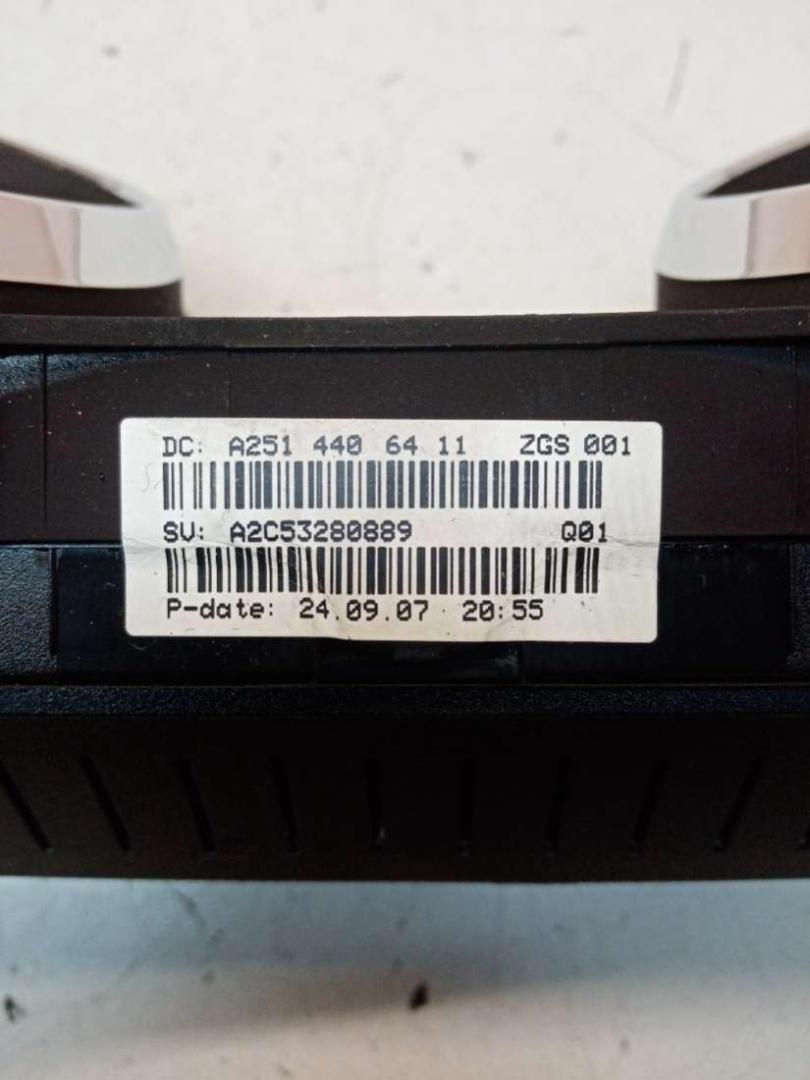 DC: A251 440 64 11 ZGS 001
SV: A2C53280889 Q01
P-date: 24.09.07 20:55